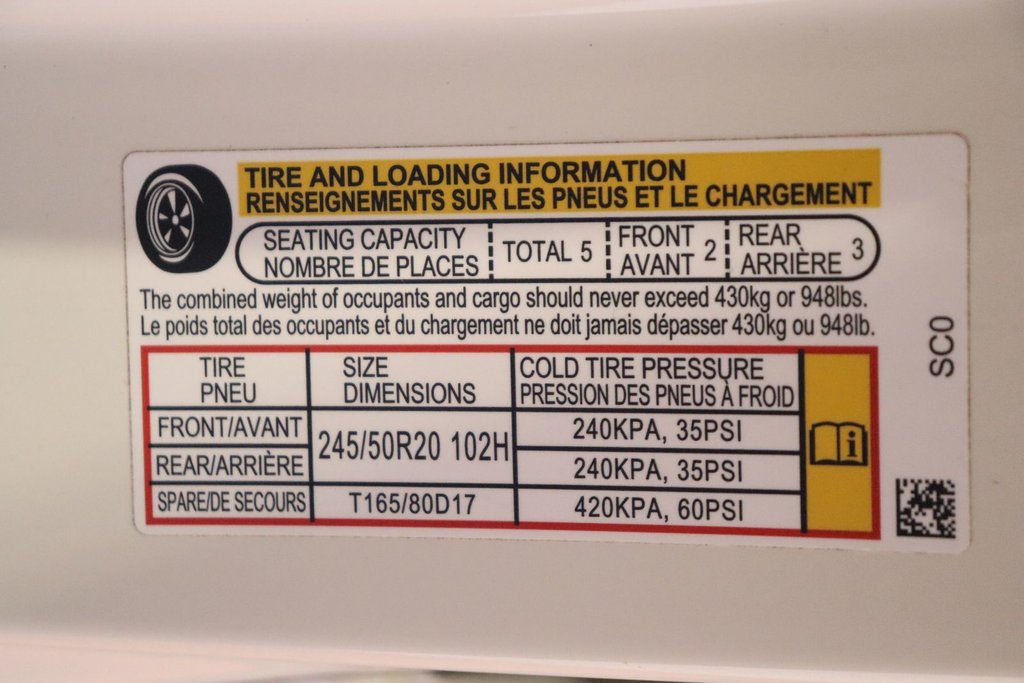 TIRE AND LOADING INFORMATION
RENSEIGNEMENTS SUR LES PNEUS ET LE CHARGEMENT
SEATING CAPACITY
NOMBRE DE PLACES
TOTAL 5
FRONT
AVANT 2
REAR
ARRIÈRE 3
The combined weight of occupants and cargo should never exceed 430kg or 948lbs.
Le poids total des occupants et du chargement ne doit jamais dépasser 430kg ou 948lb.
TIRE
PNEU
SIZE
DIMENSIONS
COLD TIRE PRESSURE
PRESSION DES PNEUS À FROID
FRONT/AVANT
245/50R20 102H
240KPA, 35PSI
REAR/ARRIÈRE
240KPA, 35PSI
SPARE/DE SECOURS
T165/80D17
420KPA, 60PSI
i
SC0